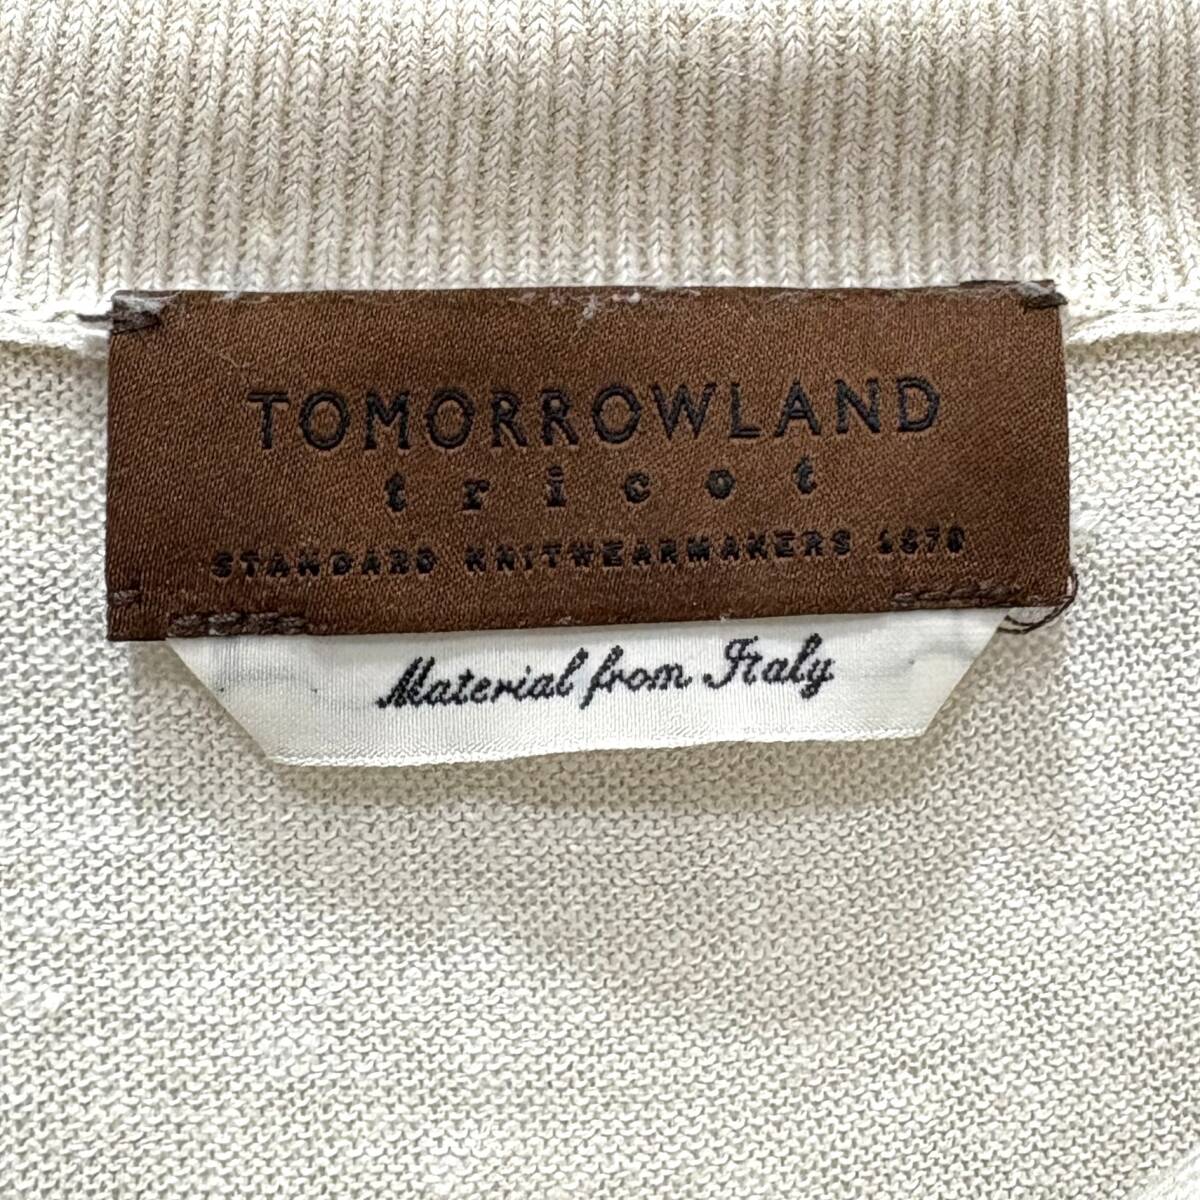 TOMORROWLAND
tricot
STANDARD KNITWEARMAKERS 1978
Material from Italy